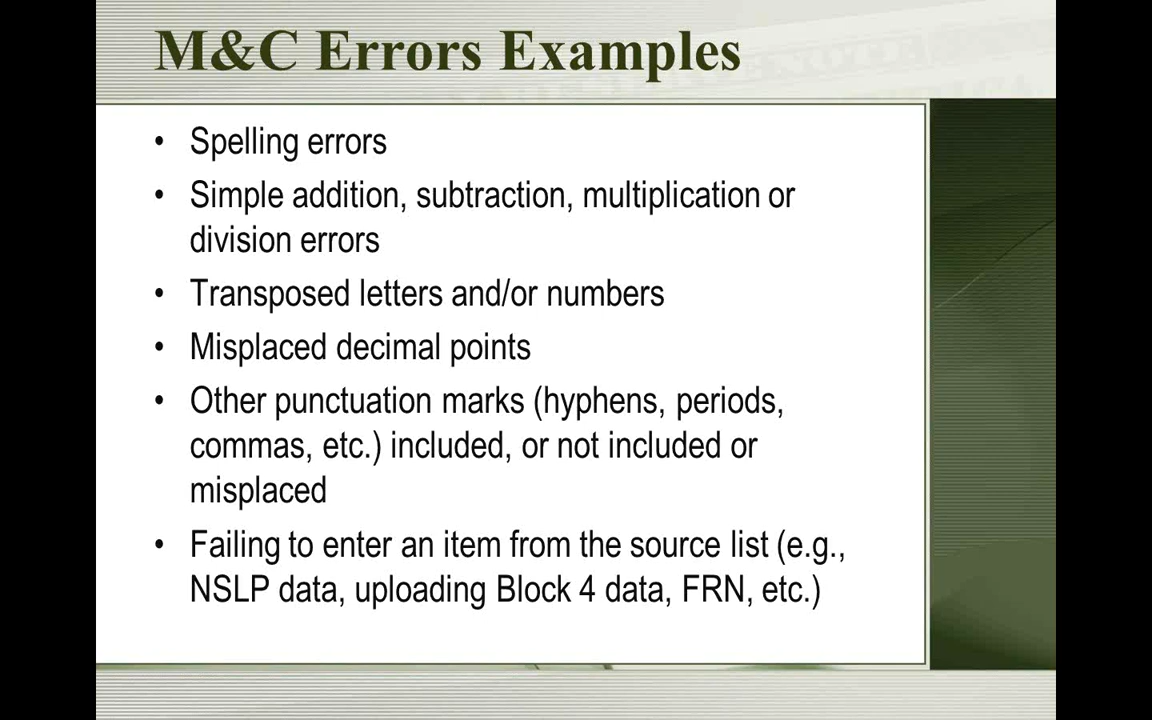 M&C Errors Examples
• Spelling errors
• Simple addition, subtraction, multiplication or
division errors
• Transposed letters and/or numbers
• Misplaced decimal points
• Other punctuation marks (hyphens, periods,
commas, etc.) included, or not included or
misplaced
• Failing to enter an item from the source list (e.g.,
NSLP data, uploading Block 4 data, FRN, etc.)